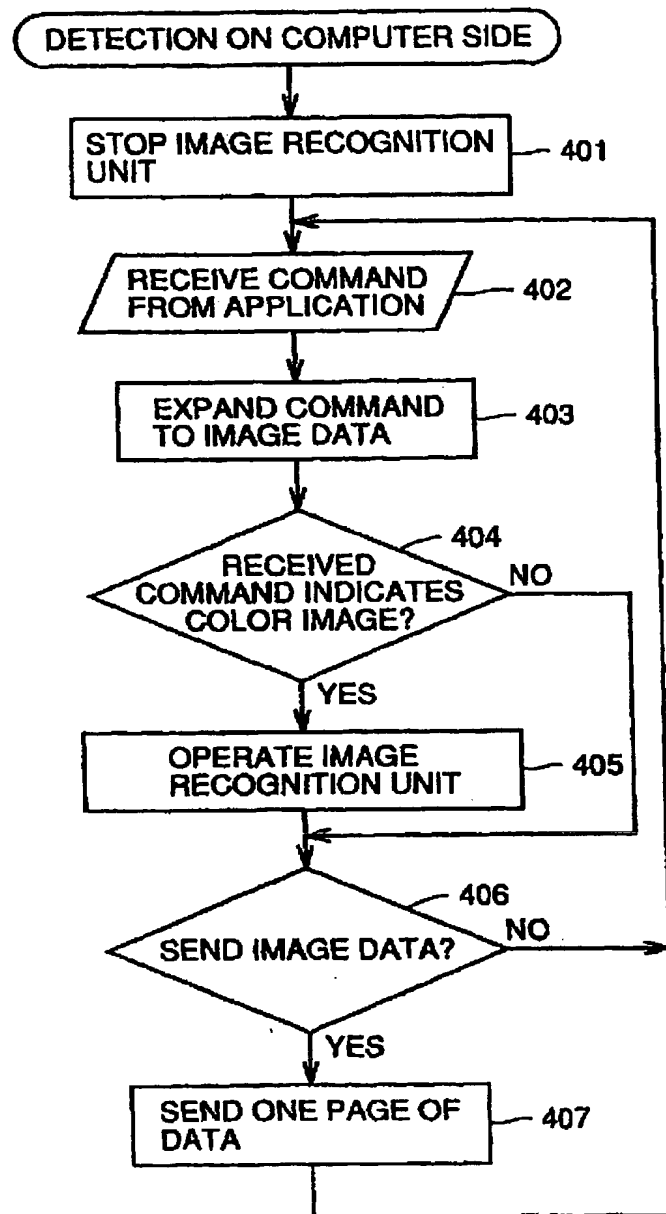 DETECTION ON COMPUTER SIDE
STOP IMAGE RECOGNITION
UNIT
401
RECEIVE COMMAND
FROM APPLICATION
402
EXPAND COMMAND
TO IMAGE DATA
403
404
RECEIVED
COMMAND INDICATES
COLOR IMAGE?
NO
YES
OPERATE IMAGE
RECOGNITION UNIT
405
406
SEND IMAGE DATA?
NO
YES
SEND ONE PAGE OF
DATA
407